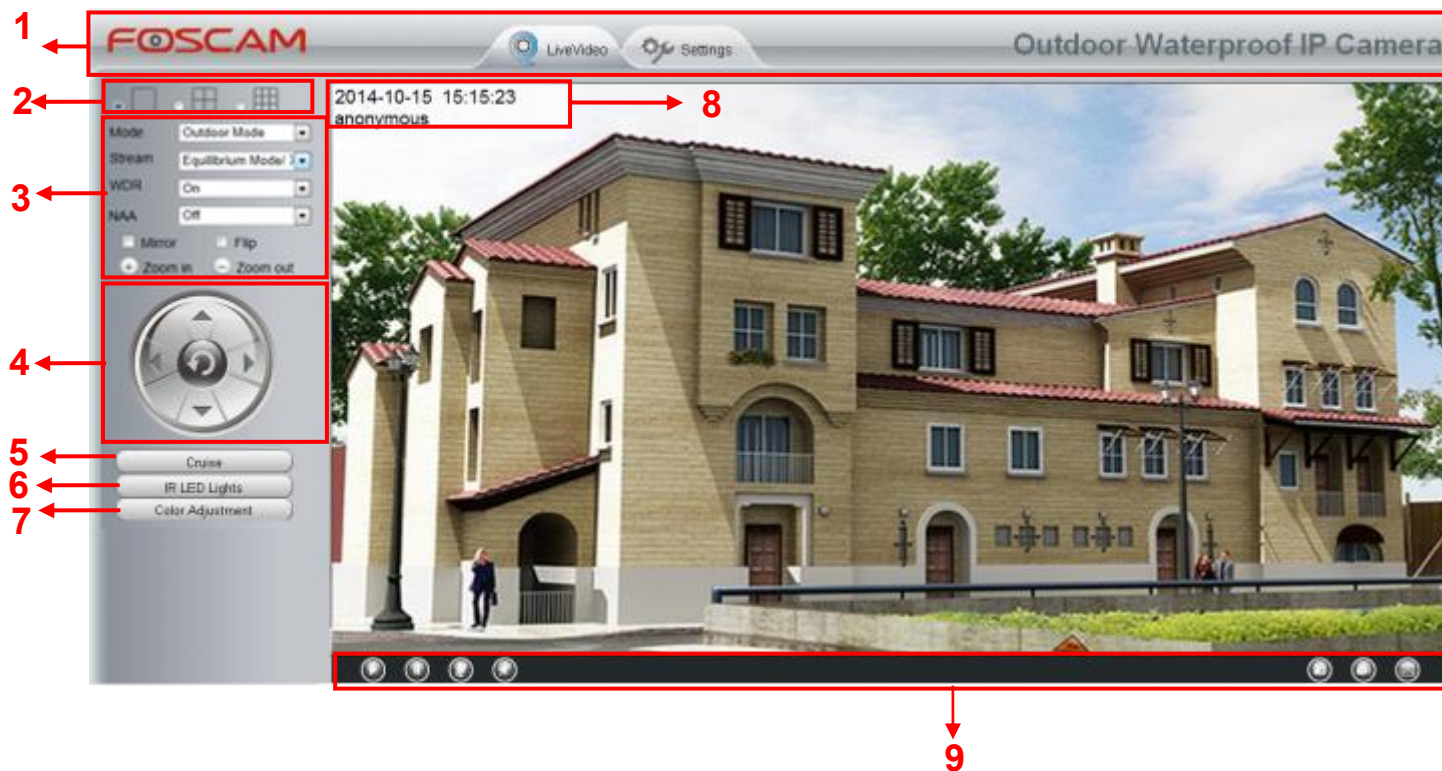 1
FOSCAM
LiveVideo
Settings
Outdoor Waterproof IP Camera
2
2014-10-15 15:15:23
anonymous
8
3
Mode
Outdoor Mode
Stream
Equilibrium Mode/
WDR
On
NAA
Off
Mirror
Flip
Zoom in
Zoom out
4
5
Cruise
6
IR LED Lights
7
Color Adjustment
9